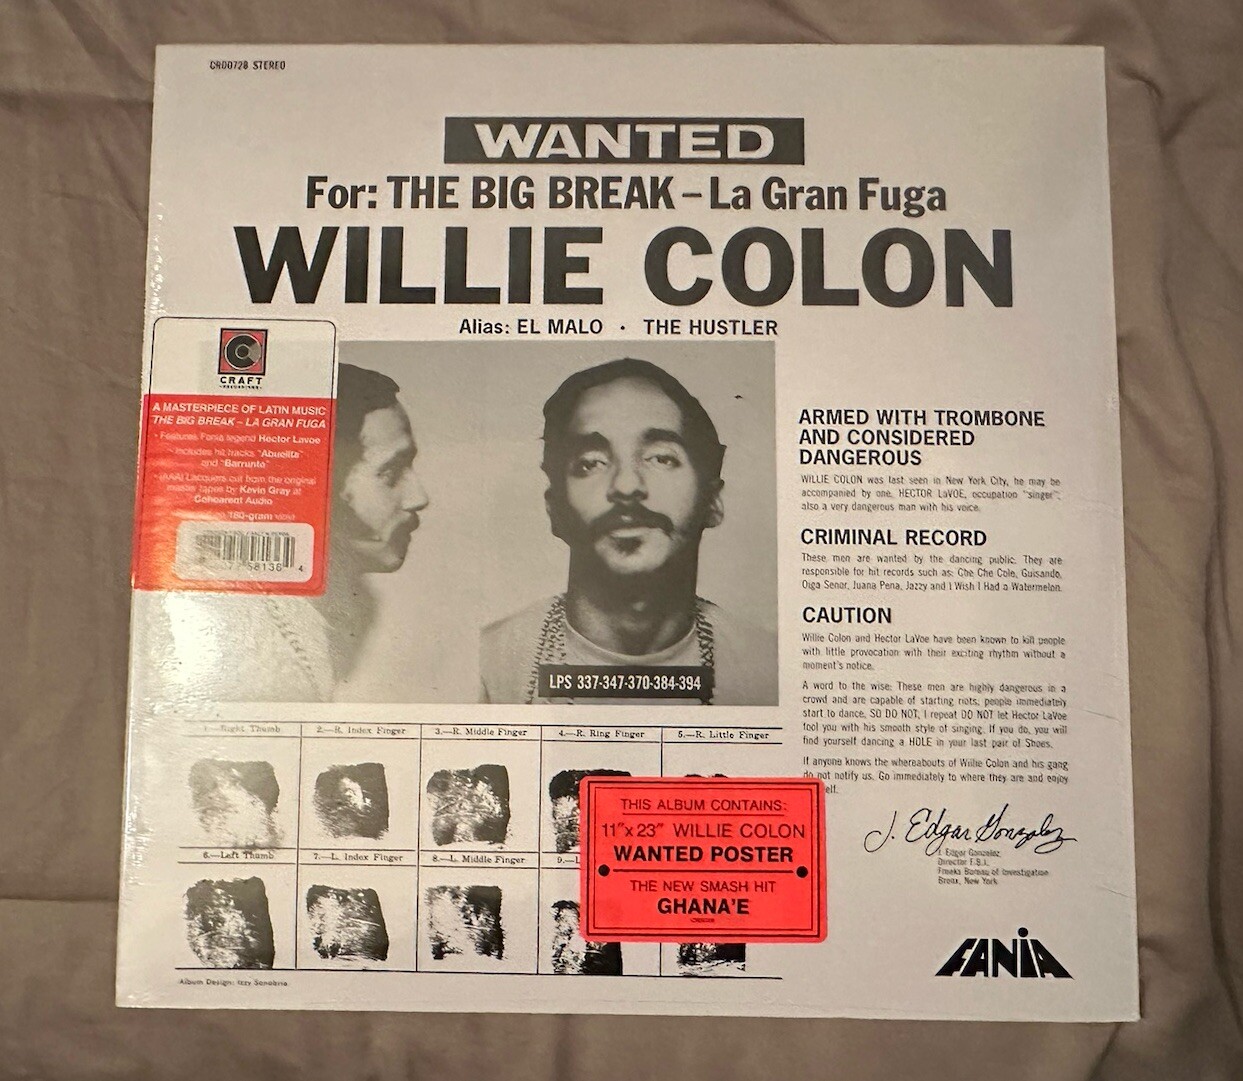 CR00728 STEREO
WANTED
For: THE BIG BREAK – La Gran Fuga
WILLIE COLON
Alias: EL MALO · THE HUSTLER
CRAFT
A MASTERPIECE OF LATIN MUSIC
THE BIG BREAK – LA GRAN FUGA
• Features Fania legend Hector Lavoe
• Includes hit tracks "Abuelita"
and "Barrunto"
• (AAA) Lacquers cut from the original
master tapes by Kevin Gray at
Cohearent Audio
180-gram vinyl
58136 4
LPS 337-347-370-384-394
ARMED WITH TROMBONE
AND CONSIDERED
DANGEROUS
WILLIE COLON was last seen in New York City, he may be
accompanied by one, HECTOR LaVOE, occupation "singer",
also a very dangerous man with his voice.
CRIMINAL RECORD
These men are wanted by the dancing public. They are
responsible for hit records such as: Che Che Cole, Guisando,
Oiga Senor, Juana Pena, Jazzy and I Wish I Had a Watermelon.
CAUTION
Willie Colon and Hector LaVoe have been known to kill people
with little provocation with their exciting rhythm without a
moment's notice.
A word to the wise: These men are highly dangerous in a
crowd and are capable of starting riots; people immediately
start to dance. SO DO NOT, I repeat DO NOT let Hector LaVoe
fool you with his smooth style of singing. If you do, you will
find yourself dancing a HOLE in your last pair of Shoes.
If anyone knows the whereabouts of Willie Colon and his gang
do not notify us. Go immediately to where they are and enjoy
elf.
J. Edgar Gonzalez
J. Edgar Gonzalez
Director F.B.I.
Freaks Bureau of Investigation
Bronx, New York
1.—Right Thumb
2.—R. Index Finger
3.—R. Middle Finger
4.—R. Ring Finger
5.—R. Little Finger
6.—Left Thumb
7.—L. Index Finger
8.—L. Middle Finger
9.—L
THIS ALBUM CONTAINS:
11"x 23" WILLIE COLON
WANTED POSTER
THE NEW SMASH HIT
GHANA'E
FANIA
Album Design: Izzy Sanabria